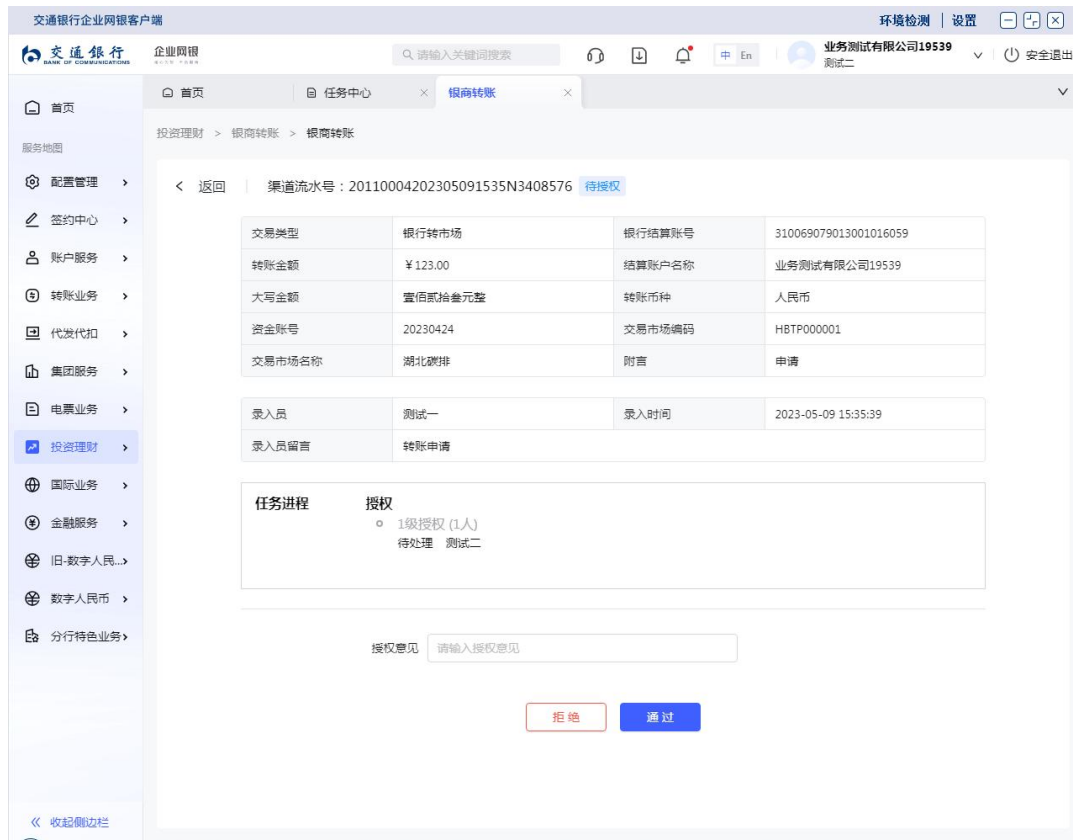 交通银行企业网银客户端 环境检测 设置
交通银行 企业网银 请输入关键词搜索 中 En 业务测试有限公司19539 安全退出
BANK OF COMMUNICATIONS 测试二
首页 任务中心 银商转账
首页
服务地图
配置管理
签约中心
账户服务
转账业务
代发代扣
集团服务
电票业务
投资理财
国际业务
金融服务
旧-数字人民...
数字人民币
分行特色业务
收起侧边栏
投资理财 > 银商转账 > 银商转账
返回 渠道流水号：20110004202305091535N3408576 待授权
交易类型 银行转市场 银行结算账号 310069079013001016059
转账金额 ¥123.00 结算账户名称 业务测试有限公司19539
大写金额 壹佰贰拾叁元整 转账币种 人民币
资金账号 20230424 交易市场编码 HBTP000001
交易市场名称 湖北碳排 附言 申请
录入员 测试一 录入时间 2023-05-09 15:35:39
录入员留言 转账申请
任务进程 授权
1级授权 (1人)
待处理 测试二
授权意见 请输入授权意见
拒绝 通过